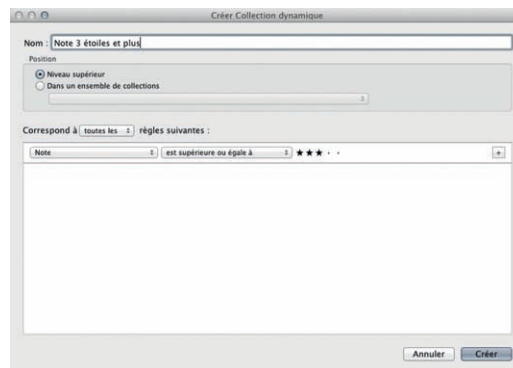 Créer Collection dynamique
Nom : Note 3 étoiles et plus
Position
Niveau supérieur
Dans un ensemble de collections
Correspond à toutes les règles suivantes :
Note est supérieure ou égale à ★★★ · ·
Annuler Créer